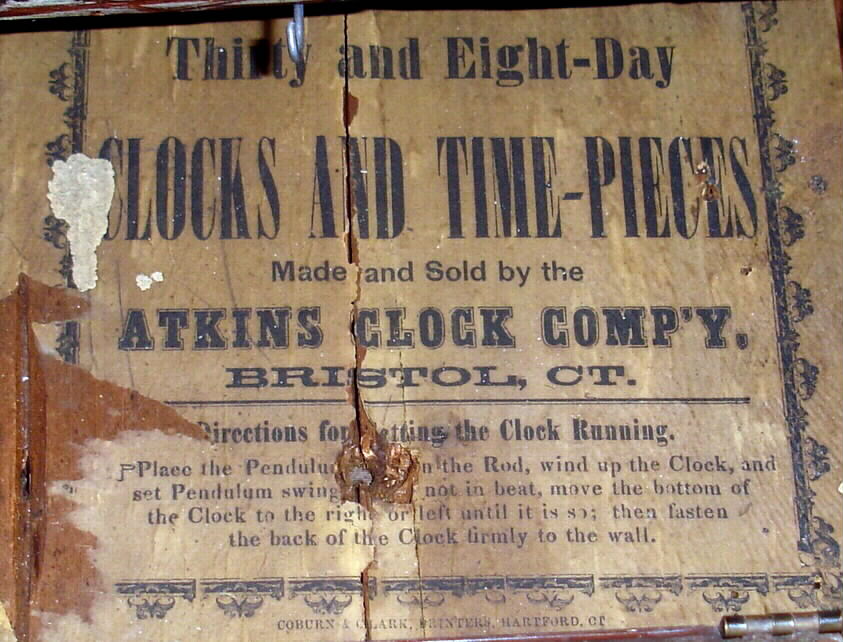 Thirty and Eight-Day
CLOCKS AND TIME-PIECES
Made and Sold by the
ATKINS CLOCK COMP'Y,
BRISTOL, CT.
Directions for the Clock Running.
Place the Pendulum the Rod, wind up the Clock, and
set Pendulum swing not in beat, move the bottom of
the Clock to the right or left until it is so; then fasten
the back of the Clock firmly to the wall.
COBURN & CLARK, PRINTERS, HARTFORD, CT